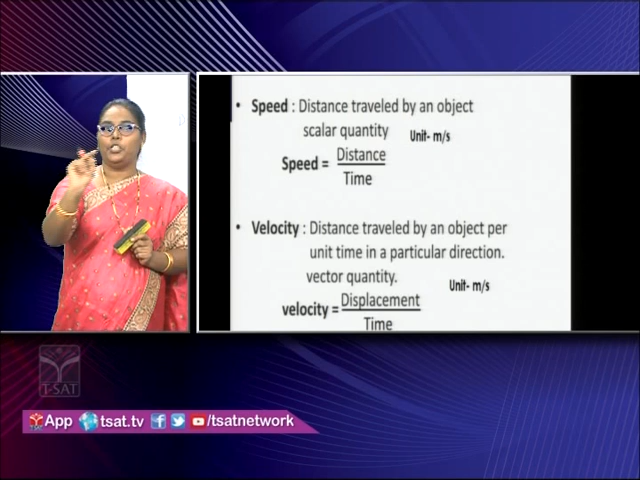 • Speed : Distance traveled by an object
scalar quantity Unit- m/s
Speed = Distance
Time
• Velocity : Distance traveled by an object per
unit time in a particular direction.
vector quantity.
Unit- m/s
velocity = Displacement
Time
T-SAT
App tsat.tv /tsatnetwork